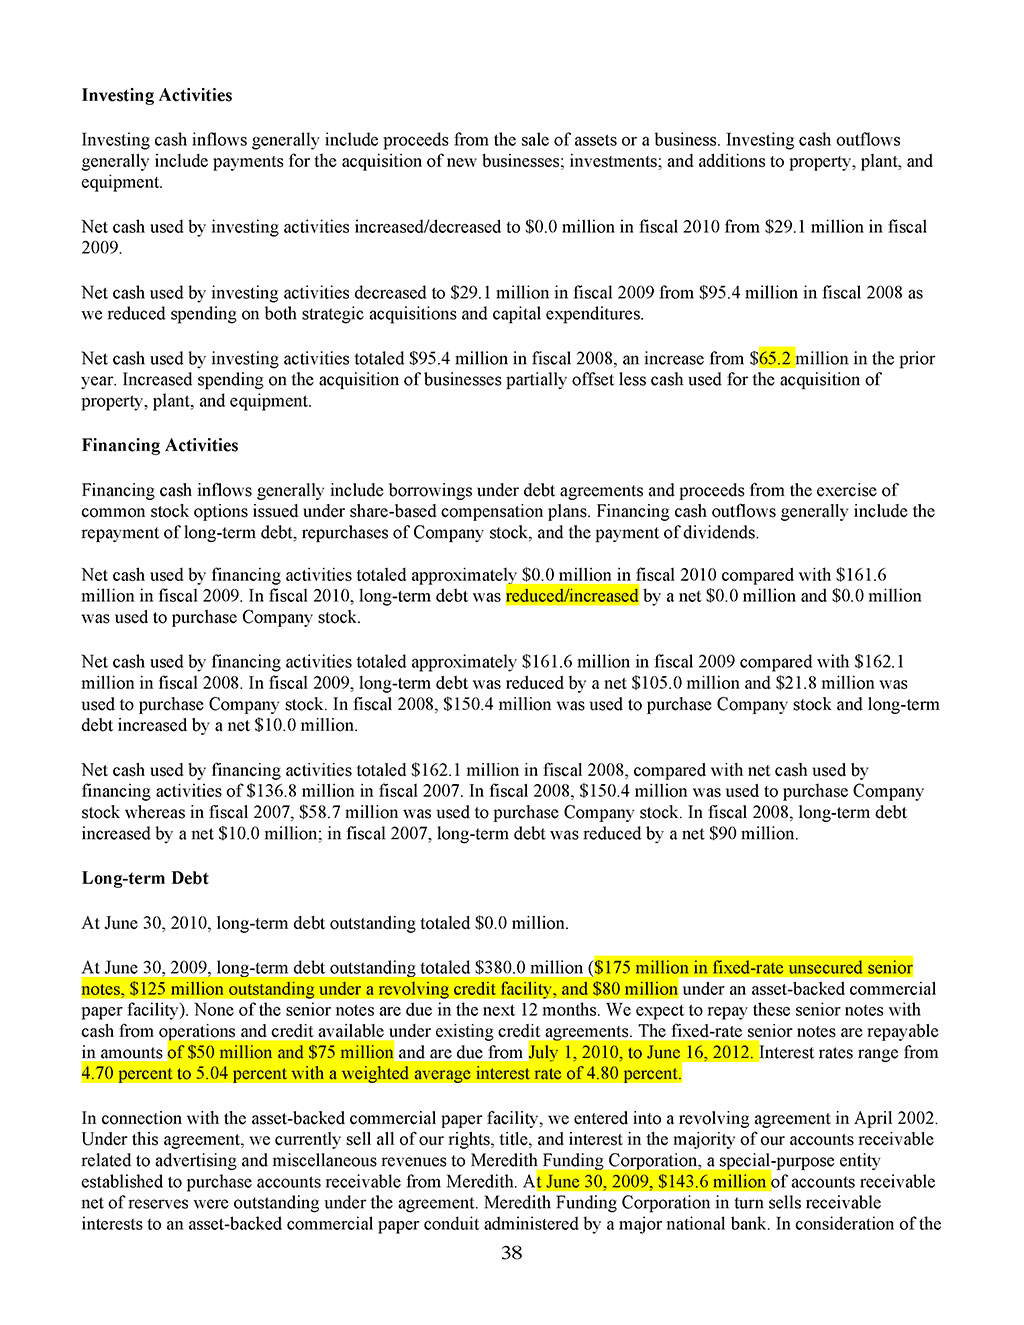 Investing Activities
Investing cash inflows generally include proceeds from the sale of assets or a business. Investing cash outflows
generally include payments for the acquisition of new businesses; investments; and additions to property, plant, and
equipment.
Net cash used by investing activities increased/decreased to $0.0 million in fiscal 2010 from $29.1 million in fiscal
2009.
Net cash used by investing activities decreased to $29.1 million in fiscal 2009 from $95.4 million in fiscal 2008 as
we reduced spending on both strategic acquisitions and capital expenditures.
Net cash used by investing activities totaled $95.4 million in fiscal 2008, an increase from $65.2 million in the prior
year. Increased spending on the acquisition of businesses partially offset less cash used for the acquisition of
property, plant, and equipment.
Financing Activities
Financing cash inflows generally include borrowings under debt agreements and proceeds from the exercise of
common stock options issued under share-based compensation plans. Financing cash outflows generally include the
repayment of long-term debt, repurchases of Company stock, and the payment of dividends.
Net cash used by financing activities totaled approximately $0.0 million in fiscal 2010 compared with $161.6
million in fiscal 2009. In fiscal 2010, long-term debt was reduced/increased by a net $0.0 million and $0.0 million
was used to purchase Company stock.
Net cash used by financing activities totaled approximately $161.6 million in fiscal 2009 compared with $162.1
million in fiscal 2008. In fiscal 2009, long-term debt was reduced by a net $105.0 million and $21.8 million was
used to purchase Company stock. In fiscal 2008, $150.4 million was used to purchase Company stock and long-term
debt increased by a net $10.0 million.
Net cash used by financing activities totaled $162.1 million in fiscal 2008, compared with net cash used by
financing activities of $136.8 million in fiscal 2007. In fiscal 2008, $150.4 million was used to purchase Company
stock whereas in fiscal 2007, $58.7 million was used to purchase Company stock. In fiscal 2008, long-term debt
increased by a net $10.0 million; in fiscal 2007, long-term debt was reduced by a net $90 million.
Long-term Debt
At June 30, 2010, long-term debt outstanding totaled $0.0 million.
At June 30, 2009, long-term debt outstanding totaled $380.0 million ($175 million in fixed-rate unsecured senior
notes, $125 million outstanding under a revolving credit facility, and $80 million under an asset-backed commercial
paper facility). None of the senior notes are due in the next 12 months. We expect to repay these senior notes with
cash from operations and credit available under existing credit agreements. The fixed-rate senior notes are repayable
in amounts of $50 million and $75 million and are due from July 1, 2010, to June 16, 2012. Interest rates range from
4.70 percent to 5.04 percent with a weighted average interest rate of 4.80 percent.
In connection with the asset-backed commercial paper facility, we entered into a revolving agreement in April 2002.
Under this agreement, we currently sell all of our rights, title, and interest in the majority of our accounts receivable
related to advertising and miscellaneous revenues to Meredith Funding Corporation, a special-purpose entity
established to purchase accounts receivable from Meredith. At June 30, 2009, $143.6 million of accounts receivable
net of reserves were outstanding under the agreement. Meredith Funding Corporation in turn sells receivable
interests to an asset-backed commercial paper conduit administered by a major national bank. In consideration of the
38